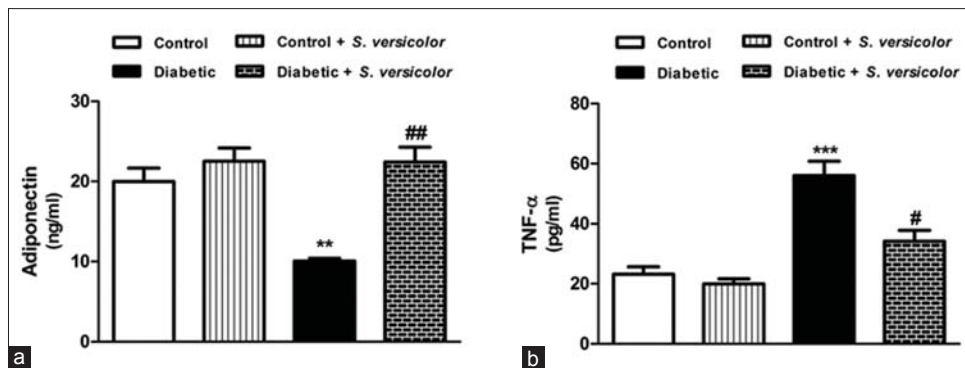 Control
Control + S. versicolor
Diabetic
Diabetic + S. versicolor
Adiponectin
(ng/ml)
30
20
10
0
**
##
a
Control
Control + S. versicolor
Diabetic
Diabetic + S. versicolor
TNF-α
(pg/ml)
80
60
40
20
0
***
#
b